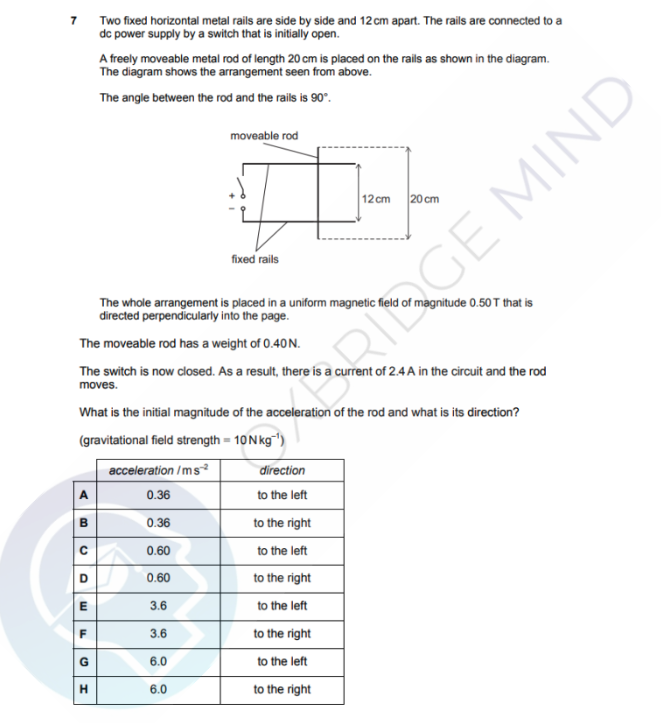 7 Two fixed horizontal metal rails are side by side and 12 cm apart. The rails are connected to a
dc power supply by a switch that is initially open.
A freely moveable metal rod of length 20 cm is placed on the rails as shown in the diagram.
The diagram shows the arrangement seen from above.
The angle between the rod and the rails is 90°.
moveable rod
+
–
12 cm
20 cm
fixed rails
The whole arrangement is placed in a uniform magnetic field of magnitude 0.50 T that is
directed perpendicularly into the page.
The moveable rod has a weight of 0.40 N.
The switch is now closed. As a result, there is a current of 2.4 A in the circuit and the rod
moves.
What is the initial magnitude of the acceleration of the rod and what is its direction?
(gravitational field strength = 10 N kg⁻¹)
acceleration / m s⁻² direction
A 0.36 to the left
B 0.36 to the right
C 0.60 to the left
D 0.60 to the right
E 3.6 to the left
F 3.6 to the right
G 6.0 to the left
H 6.0 to the right
OXBRIDGE MIND